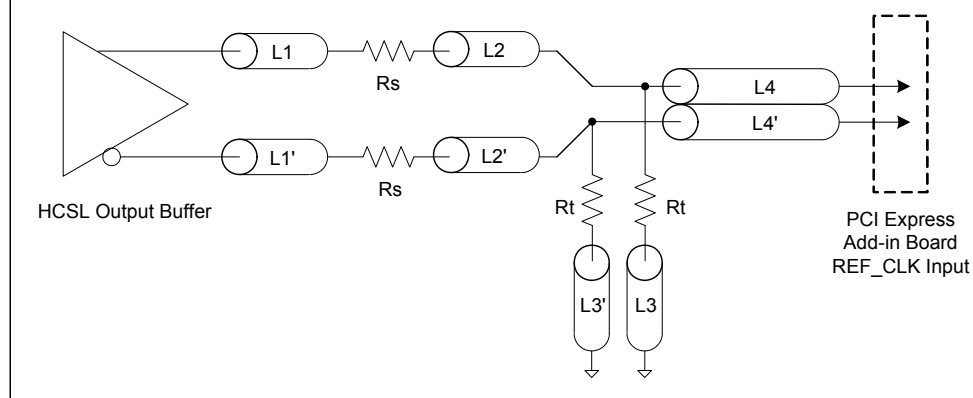 L1
Rs
L2
L4
L4'
L1'
Rs
L2'
HCSL Output Buffer
Rt
Rt
L3'
L3
PCI Express
Add-in Board
REF_CLK Input